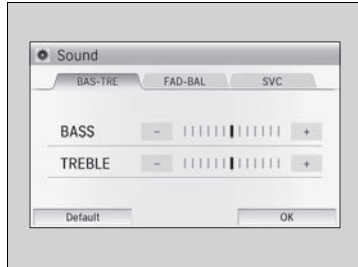 Sound
BAS-TRE FAD-BAL SVC
BASS - +
TREBLE - +
Default OK